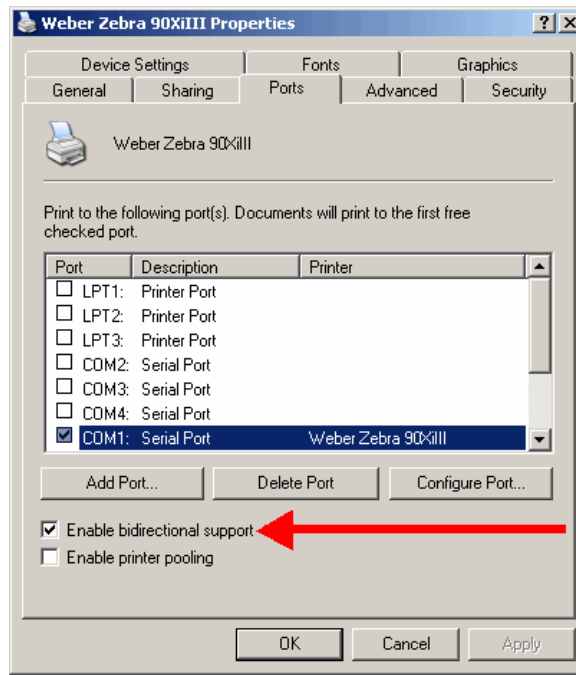 Weber Zebra 90XiIII Properties
Device Settings Fonts Graphics
General Sharing Ports Advanced Security
Weber Zebra 90XiIII
Print to the following port(s). Documents will print to the first free
checked port.
Port Description Printer
LPT1: Printer Port
LPT2: Printer Port
LPT3: Printer Port
COM2: Serial Port
COM3: Serial Port
COM4: Serial Port
COM1: Serial Port Weber Zebra 90XiIII
Add Port... Delete Port Configure Port...
Enable bidirectional support
Enable printer pooling
OK Cancel Apply